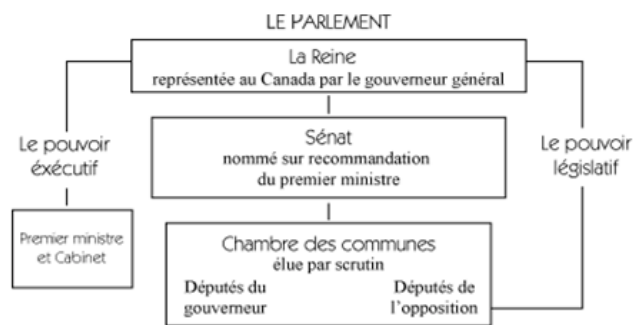 LE PARLEMENT
La Reine
représentée au Canada par le gouverneur général
Le pouvoir
éxécutif
Sénat
nommé sur recommandation
du premier ministre
Le pouvoir
législatif
Premier ministre
et Cabinet
Chambre des communes
élue par scrutin
Députés du
gouverneur
Députés de
l'opposition